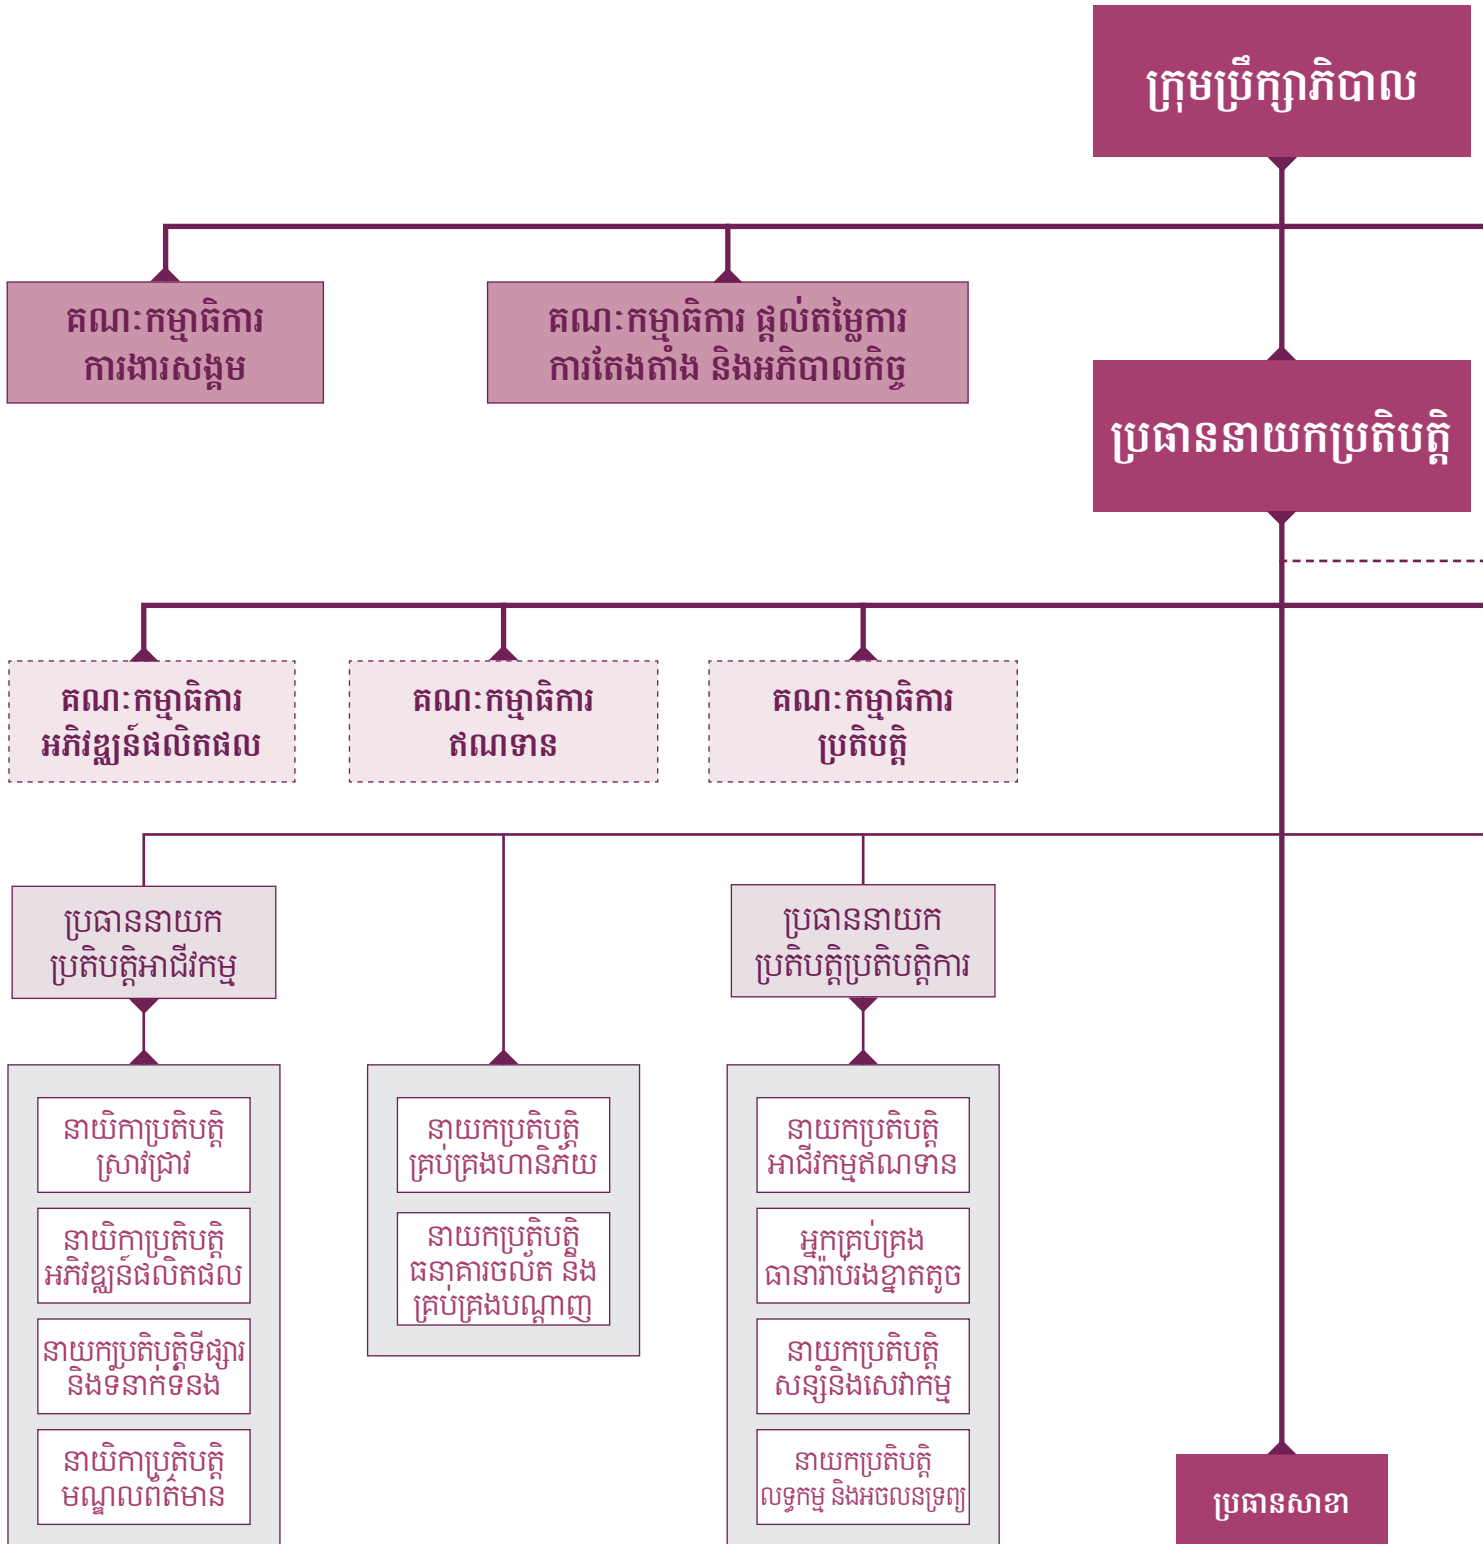 ក្រុមប្រឹក្សាភិបាល
គណៈកម្មាធិការ
ការងារសង្គម
គណៈកម្មាធិការ ផ្តល់តម្លៃការ
ការតែងតាំង និងអភិបាលកិច្ច
ប្រធាននាយកប្រតិបត្តិ
គណៈកម្មាធិការ
អភិវឌ្ឍន៍ផលិតផល
គណៈកម្មាធិការ
ឥណទាន
គណៈកម្មាធិការ
ប្រតិបត្តិ
ប្រធាននាយក
ប្រតិបត្តិអាជីវកម្ម
ប្រធាននាយក
ប្រតិបត្តិប្រតិបត្តិការ
នាយិកាប្រតិបត្តិ
ស្រាវជ្រាវ
នាយិកាប្រតិបត្តិ
អភិវឌ្ឍន៍ផលិតផល
នាយកប្រតិបត្តិទីផ្សារ
និងទំនាក់ទំនង
នាយិកាប្រតិបត្តិ
មណ្ឌលព័ត៌មាន
នាយកប្រតិបត្តិ
គ្រប់គ្រងហានិភ័យ
នាយកប្រតិបត្តិ
ធនាគារចល័ត និង
គ្រប់គ្រងបណ្តាញ
នាយកប្រតិបត្តិ
អាជីវកម្មឥណទាន
អ្នកគ្រប់គ្រង
ធានារ៉ាប់រងខ្នាតតូច
នាយកប្រតិបត្តិ
សន្សំនិងសេវាកម្ម
នាយកប្រតិបត្តិ
លទ្ធកម្ម និងអចលនទ្រព្យ
ប្រធានសាខា